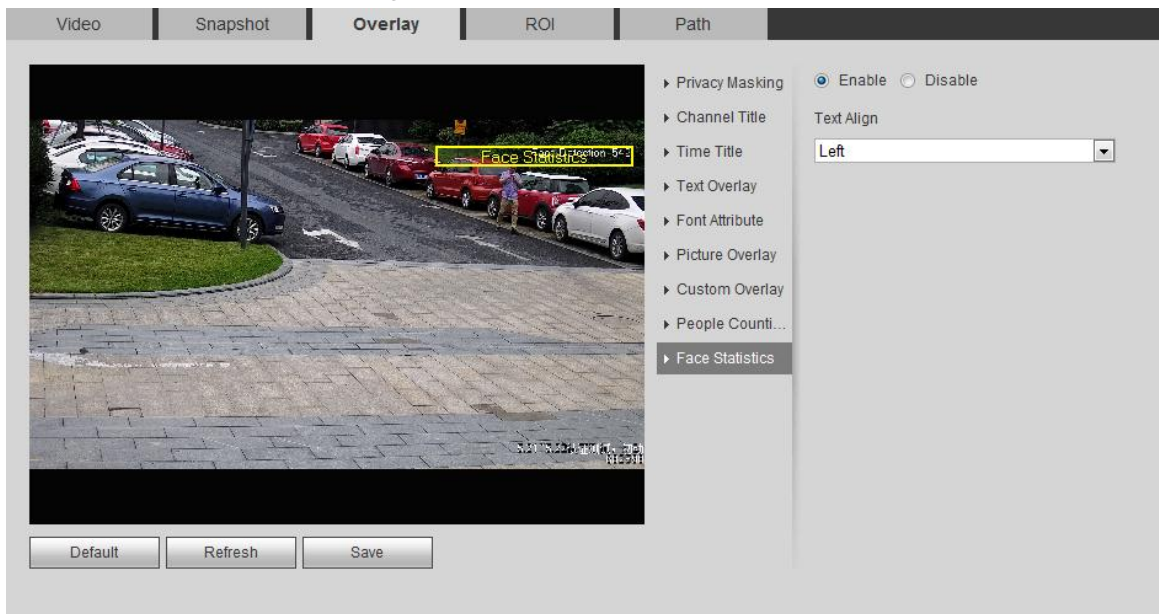 Video
Snapshot
Overlay
ROI
Path
Privacy Masking
Channel Title
Time Title
Text Overlay
Font Attribute
Picture Overlay
Custom Overlay
People Counti...
Face Statistics
Enable
Disable
Text Align
Left
Face Statistics
Default
Refresh
Save